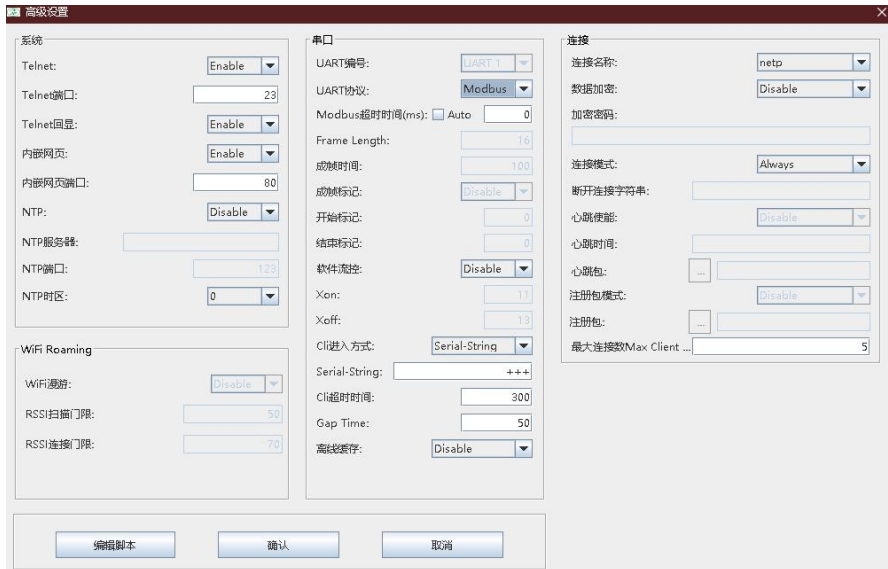 高级设置
系统
Telnet: Enable
Telnet端口: 23
Telnet回显: Enable
内嵌网页: Enable
内嵌网页端口: 80
NTP: Disable
NTP服务器:
NTP端口: 123
NTP时区: 0
WiFi Roaming
WiFi漫游: Disable
RSSI扫描门限: 50
RSSI连接门限: 70
串口
UART编号: UART 1
UART协议: Modbus
Modbus超时时间(ms): Auto 0
Frame Length: 16
成帧时间: 100
成帧标记: Disable
开始标记: 0
结束标记: 0
软件流控: Disable
Xon: 11
Xoff: 13
Cli进入方式: Serial-String
Serial-String: +++
Cli超时时间: 300
Gap Time: 50
离线缓存: Disable
连接
连接名称: netp
数据加密: Disable
加密密码:
连接模式: Always
断开连接字符串:
心跳使能: Disable
心跳时间:
心跳包: ...
注册包模式: Disable
注册包: ...
最大连接数Max Client ... 5
编辑脚本 确认 取消